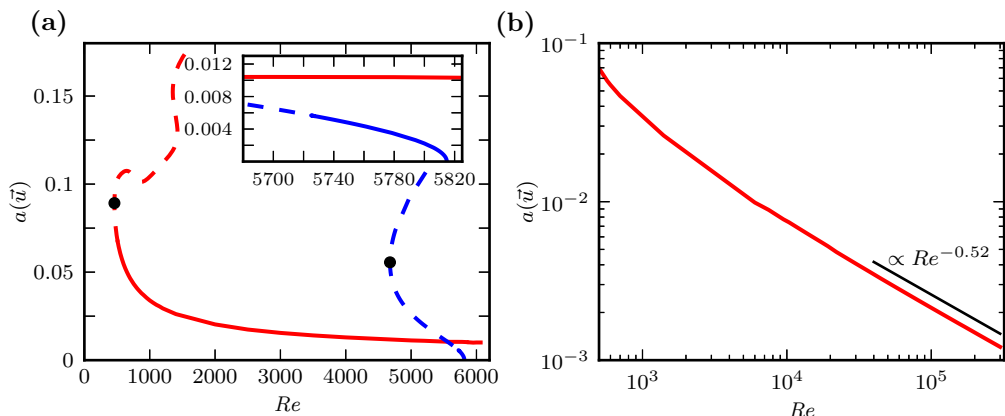 (a)
0.15
0.1
0.05
0
a(\vec{u})
0 1000 2000 3000 4000 5000 6000
Re
0.012
0.008
0.004
5700 5740 5780 5820
(b)
10^{-1}
10^{-2}
10^{-3}
a(\vec{u})
∝ Re^{-0.52}
10^3 10^4 10^5
Re